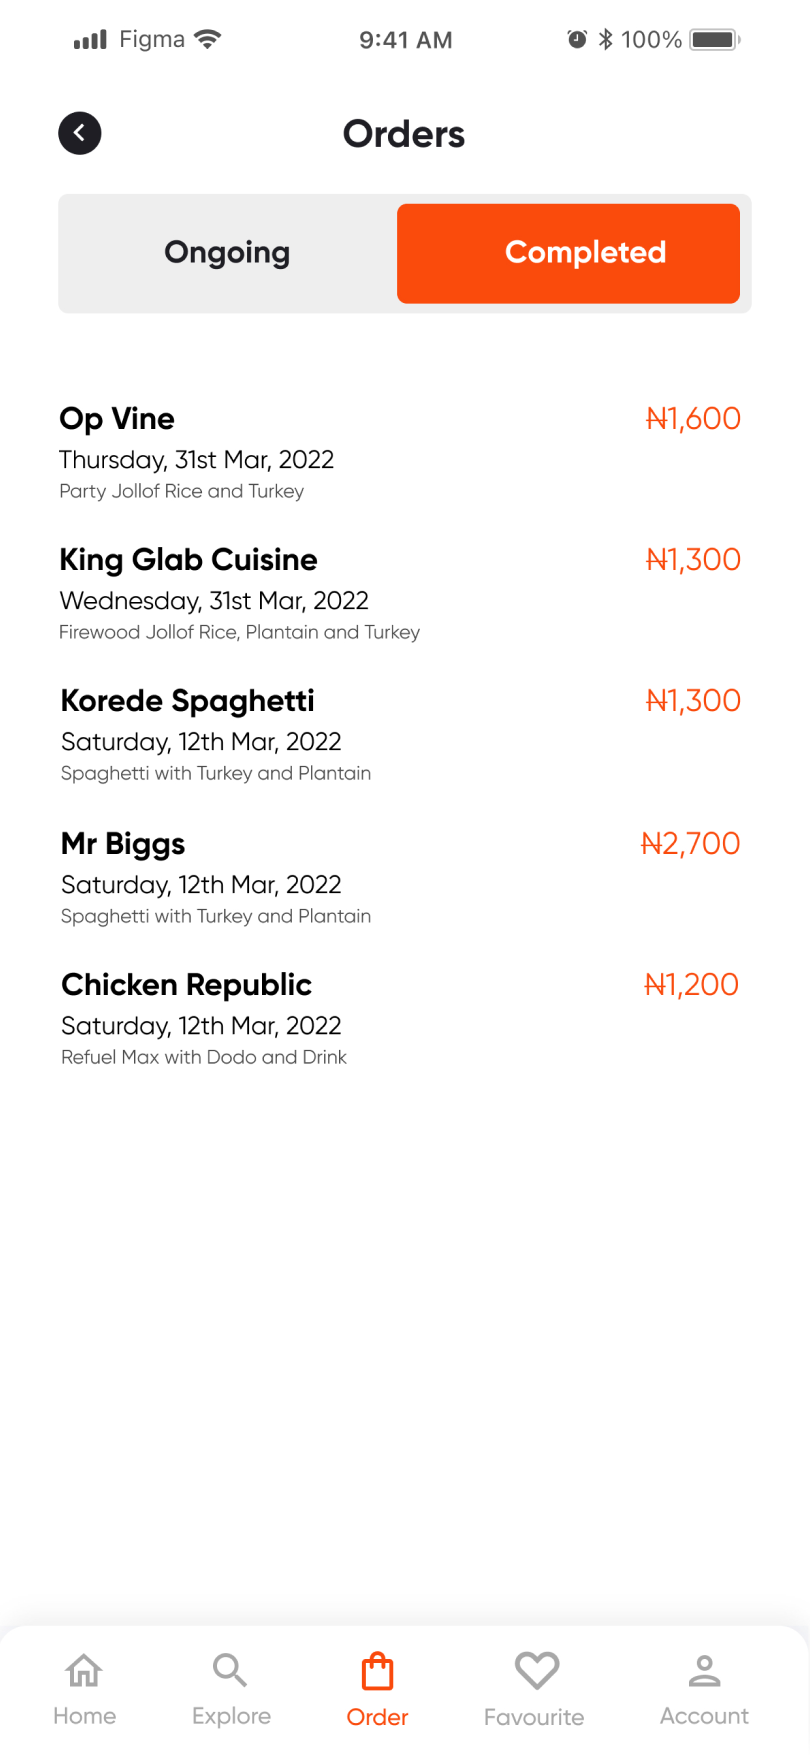 Figma 9:41 AM 100%
Orders
Ongoing Completed
Op Vine ₦1,600
Thursday, 31st Mar, 2022
Party Jollof Rice and Turkey
King Glab Cuisine ₦1,300
Wednesday, 31st Mar, 2022
Firewood Jollof Rice, Plantain and Turkey
Korede Spaghetti ₦1,300
Saturday, 12th Mar, 2022
Spaghetti with Turkey and Plantain
Mr Biggs ₦2,700
Saturday, 12th Mar, 2022
Spaghetti with Turkey and Plantain
Chicken Republic ₦1,200
Saturday, 12th Mar, 2022
Refuel Max with Dodo and Drink
Home Explore Order Favourite Account